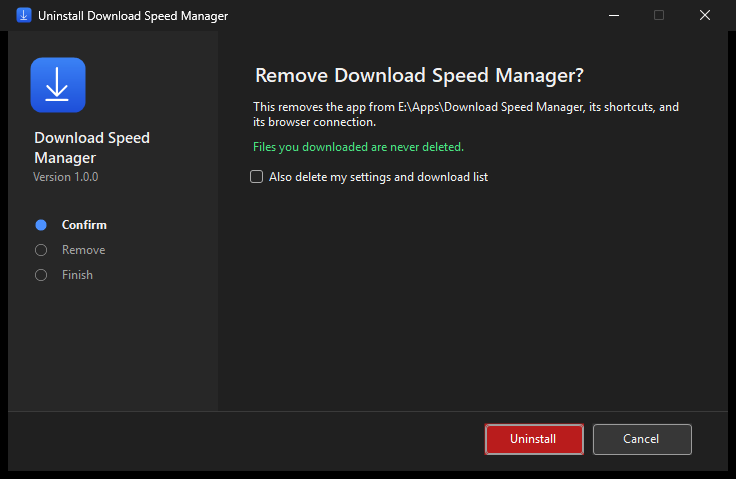 Uninstall Download Speed Manager
Download Speed
Manager
Version 1.0.0
Confirm
Remove
Finish
Remove Download Speed Manager?
This removes the app from E:\Apps\Download Speed Manager, its shortcuts, and
its browser connection.
Files you downloaded are never deleted.
Also delete my settings and download list
Uninstall
Cancel